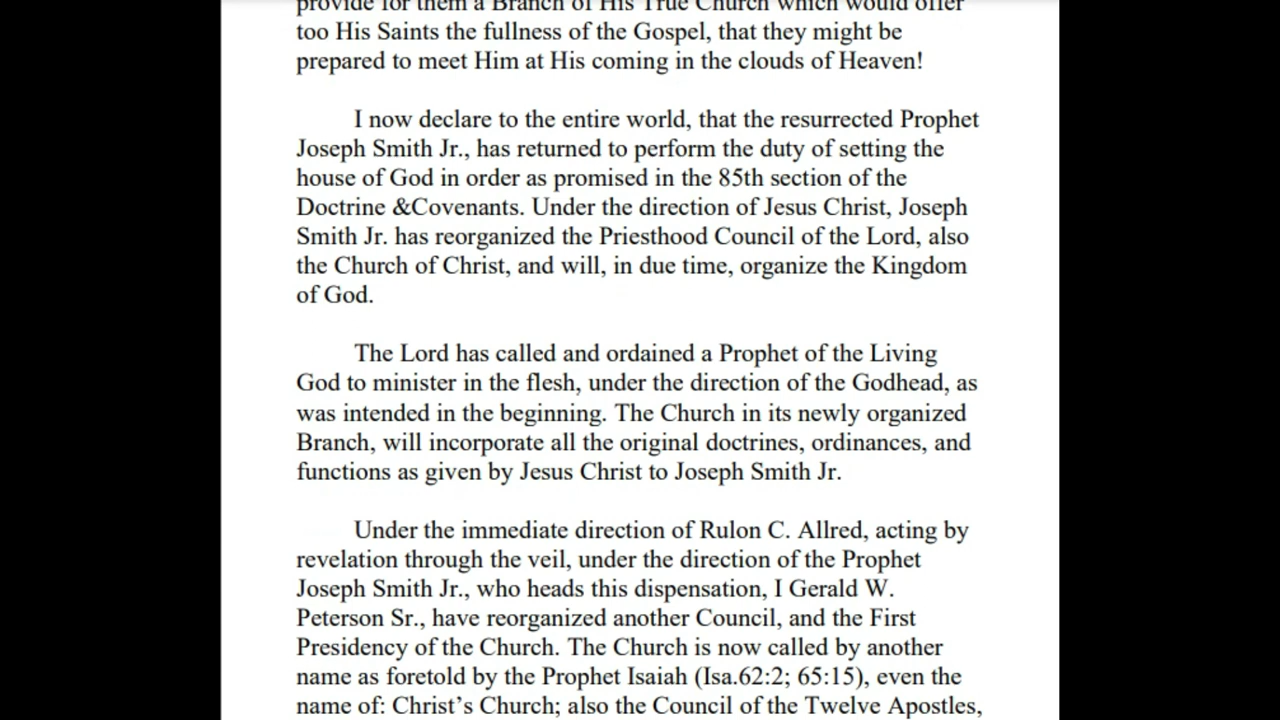 provide for them a Branch of His True Church which would offer
too His Saints the fullness of the Gospel, that they might be
prepared to meet Him at His coming in the clouds of Heaven!
I now declare to the entire world, that the resurrected Prophet
Joseph Smith Jr., has returned to perform the duty of setting the
house of God in order as promised in the 85th section of the
Doctrine &Covenants. Under the direction of Jesus Christ, Joseph
Smith Jr. has reorganized the Priesthood Council of the Lord, also
the Church of Christ, and will, in due time, organize the Kingdom
of God.
The Lord has called and ordained a Prophet of the Living
God to minister in the flesh, under the direction of the Godhead, as
was intended in the beginning. The Church in its newly organized
Branch, will incorporate all the original doctrines, ordinances, and
functions as given by Jesus Christ to Joseph Smith Jr.
Under the immediate direction of Rulon C. Allred, acting by
revelation through the veil, under the direction of the Prophet
Joseph Smith Jr., who heads this dispensation, I Gerald W.
Peterson Sr., have reorganized another Council, and the First
Presidency of the Church. The Church is now called by another
name as foretold by the Prophet Isaiah (Isa.62:2; 65:15), even the
name of: Christ's Church; also the Council of the Twelve Apostles,